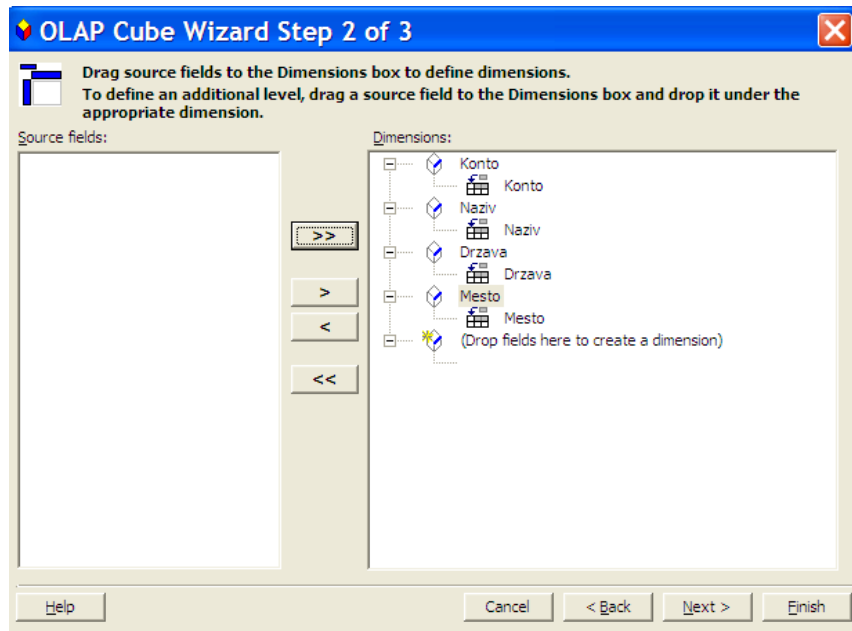 OLAP Cube Wizard Step 2 of 3
Drag source fields to the Dimensions box to define dimensions.
To define an additional level, drag a source field to the Dimensions box and drop it under the
appropriate dimension.
Source fields:
Dimensions:
Konto
Konto
Naziv
Naziv
Drzava
Drzava
Mesto
Mesto
(Drop fields here to create a dimension)
>>
>
<
<<
Help
Cancel
< Back
Next >
Finish